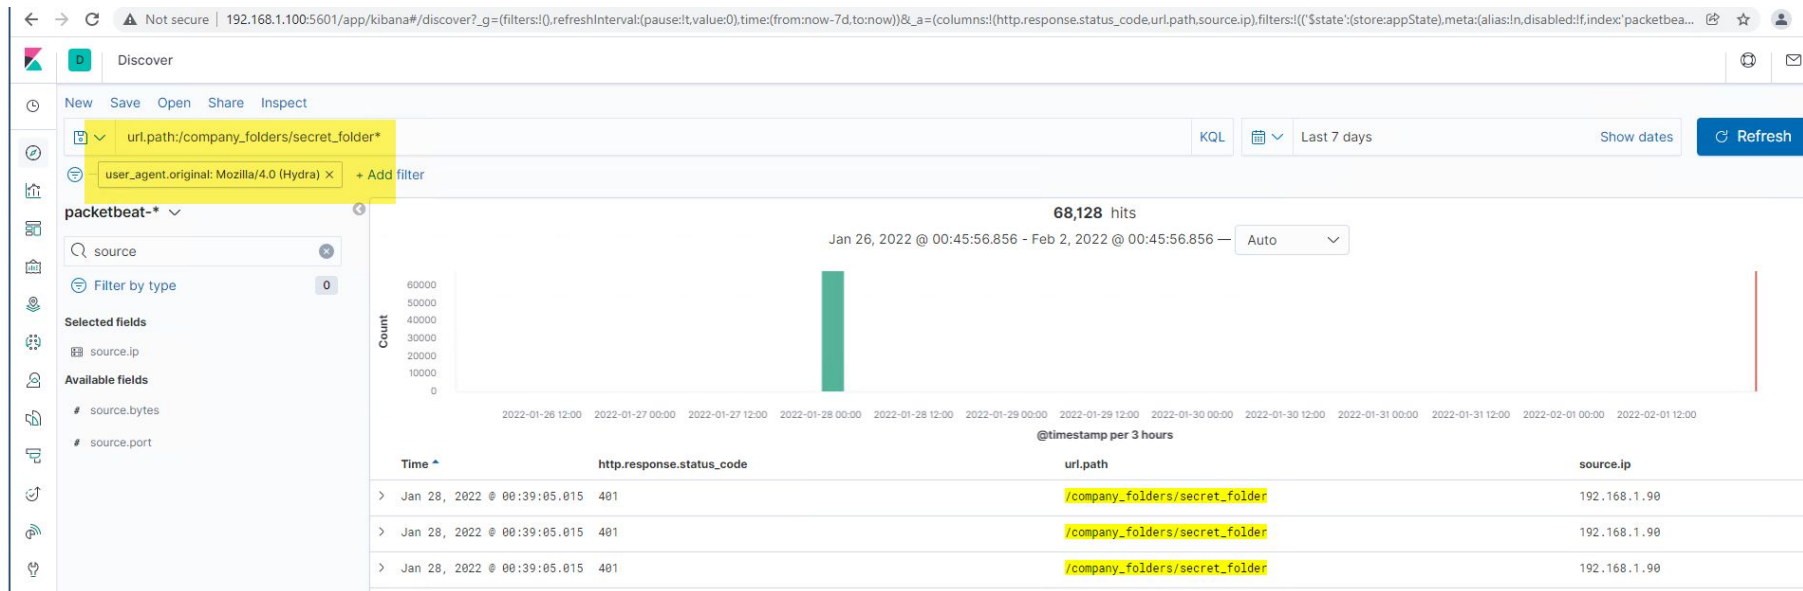 Not secure | 192.168.1.100:5601/app/kibana#/discover?_g=(filters:!(),refreshInterval:(pause:!t,value:0),time:(from:now-7d,to:now))&_a=(columns:!(http.response.status_code,url.path,source.ip),filters:!(('$state':(store:appState),meta:(alias:!n,disabled:!f,index:'packetbea...
D Discover
New Save Open Share Inspect
url.path:/company_folders/secret_folder* KQL Last 7 days Show dates Refresh
user_agent.original: Mozilla/4.0 (Hydra) × + Add filter
packetbeat-*
source
Filter by type 0
Selected fields
source.ip
Available fields
# source.bytes
# source.port
68,128 hits
Jan 26, 2022 @ 00:45:56.856 - Feb 2, 2022 @ 00:45:56.856 — Auto
Count
60000
50000
40000
30000
20000
10000
0
2022-01-26 12:00 2022-01-27 00:00 2022-01-27 12:00 2022-01-28 00:00 2022-01-28 12:00 2022-01-29 00:00 2022-01-29 12:00 2022-01-30 00:00 2022-01-30 12:00 2022-01-31 00:00 2022-01-31 12:00 2022-02-01 00:00 2022-02-01 12:00
@timestamp per 3 hours
Time http.response.status_code url.path source.ip
> Jan 28, 2022 @ 00:39:05.015 401 /company_folders/secret_folder 192.168.1.90
> Jan 28, 2022 @ 00:39:05.015 401 /company_folders/secret_folder 192.168.1.90
> Jan 28, 2022 @ 00:39:05.015 401 /company_folders/secret_folder 192.168.1.90